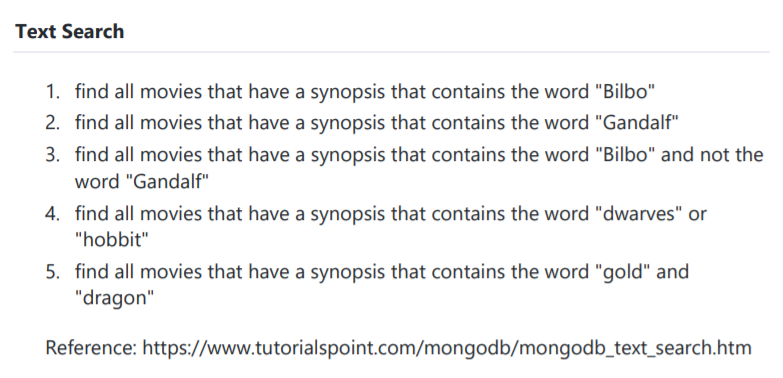 Text Search
1. find all movies that have a synopsis that contains the word "Bilbo"
2. find all movies that have a synopsis that contains the word "Gandalf"
3. find all movies that have a synopsis that contains the word "Bilbo" and not the
word "Gandalf"
4. find all movies that have a synopsis that contains the word "dwarves" or
"hobbit"
5. find all movies that have a synopsis that contains the word "gold" and
"dragon"
Reference: https://www.tutorialspoint.com/mongodb/mongodb_text_search.htm